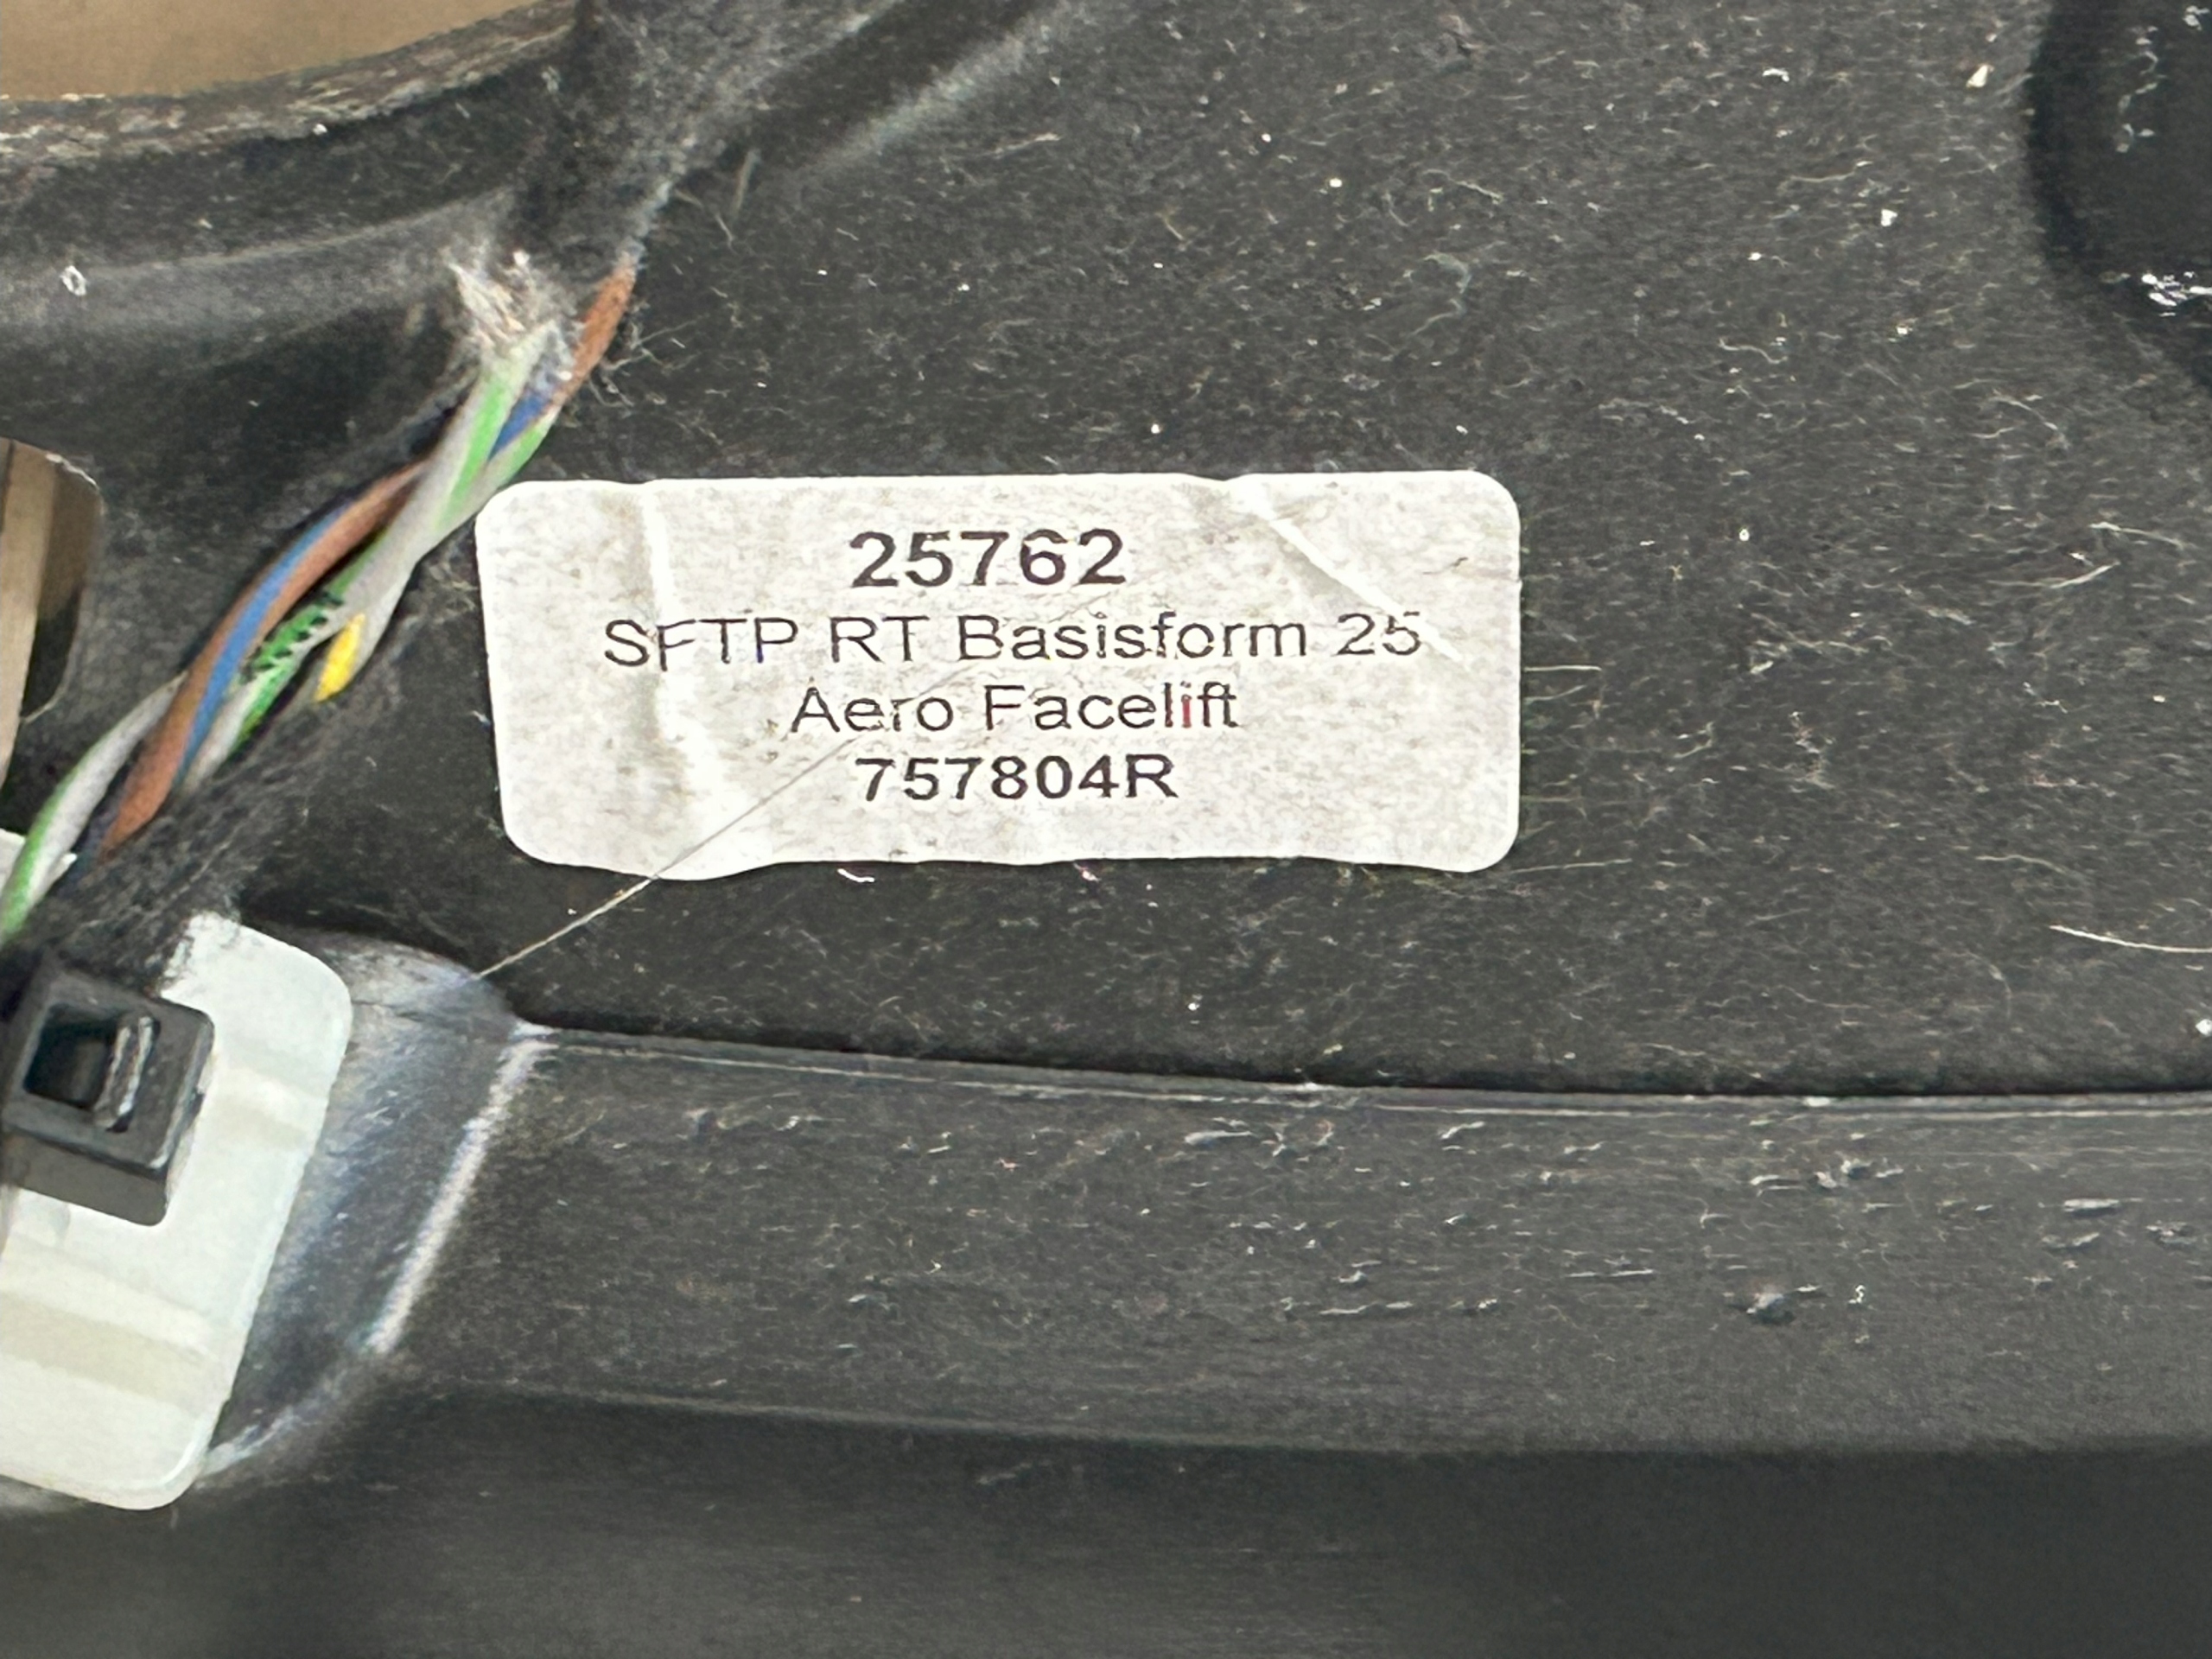 25762
SFTP RT Basisform 25
Aero Facelift
757804R